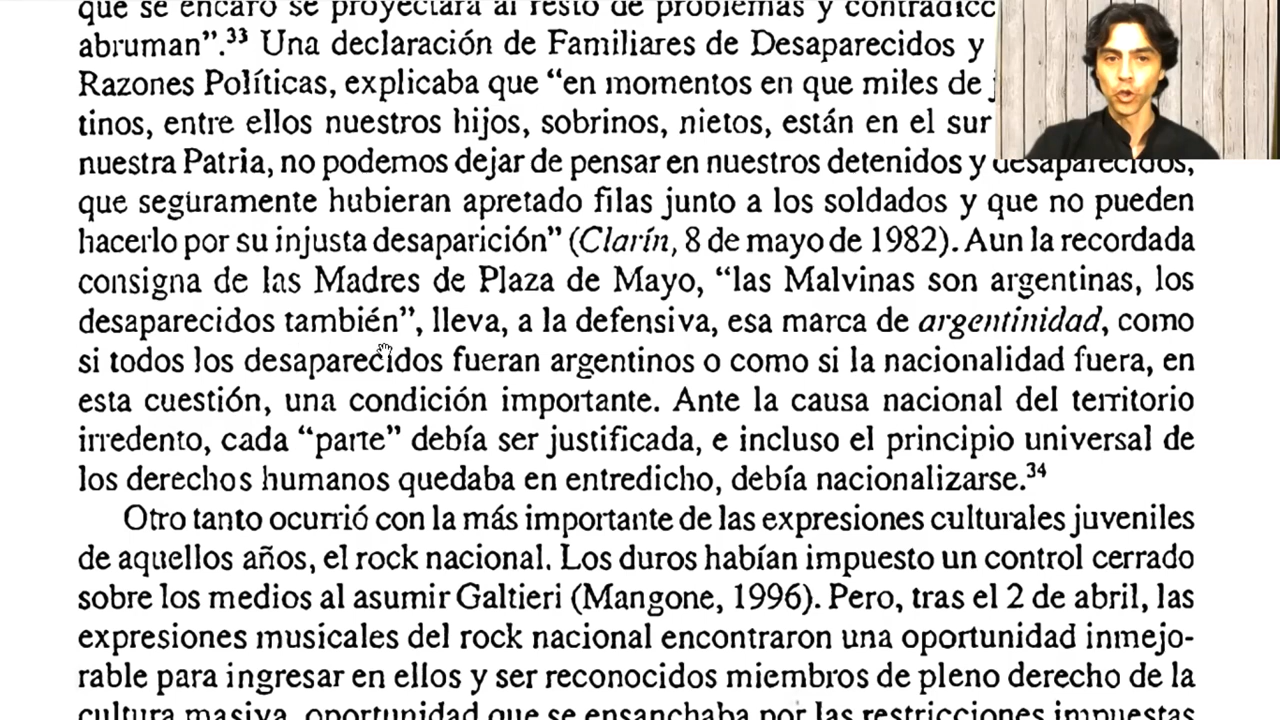 que se encaró se proyectara al resto de problemas y contradicc
abruman”.³³ Una declaración de Familiares de Desaparecidos y
Razones Políticas, explicaba que “en momentos en que miles de j
tinos, entre ellos nuestros hijos, sobrinos, nietos, están en el sur
nuestra Patria, no podemos dejar de pensar en nuestros detenidos y desaparecidos,
que seguramente hubieran apretado filas junto a los soldados y que no pueden
hacerlo por su injusta desaparición” (Clarín, 8 de mayo de 1982). Aun la recordada
consigna de las Madres de Plaza de Mayo, “las Malvinas son argentinas, los
desaparecidos también”, lleva, a la defensiva, esa marca de argentinidad, como
si todos los desaparecidos fueran argentinos o como si la nacionalidad fuera, en
esta cuestión, una condición importante. Ante la causa nacional del territorio
irredento, cada “parte” debía ser justificada, e incluso el principio universal de
los derechos humanos quedaba en entredicho, debía nacionalizarse.³⁴
Otro tanto ocurrió con la más importante de las expresiones culturales juveniles
de aquellos años, el rock nacional. Los duros habían impuesto un control cerrado
sobre los medios al asumir Galtieri (Mangone, 1996). Pero, tras el 2 de abril, las
expresiones musicales del rock nacional encontraron una oportunidad inmejo-
rable para ingresar en ellos y ser reconocidos miembros de pleno derecho de la
cultura masiva, oportunidad que se ensanchaba por las restricciones impuestas